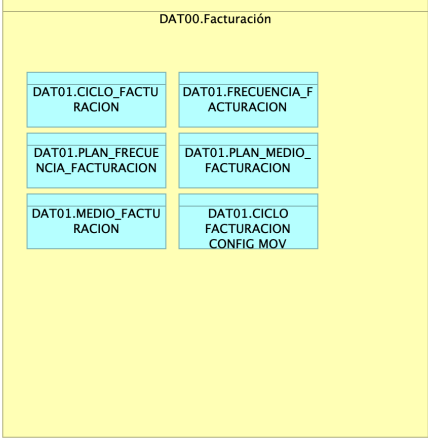 DAT00.Facturación
DAT01.CICLO_FACTU
RACION
DAT01.FRECUENCIA_F
ACTURACION
DAT01.PLAN_FRECUE
NCIA_FACTURACION
DAT01.PLAN_MEDIO_
FACTURACION
DAT01.MEDIO_FACTU
RACION
DAT01.CICLO
FACTURACION
CONFIG MOV